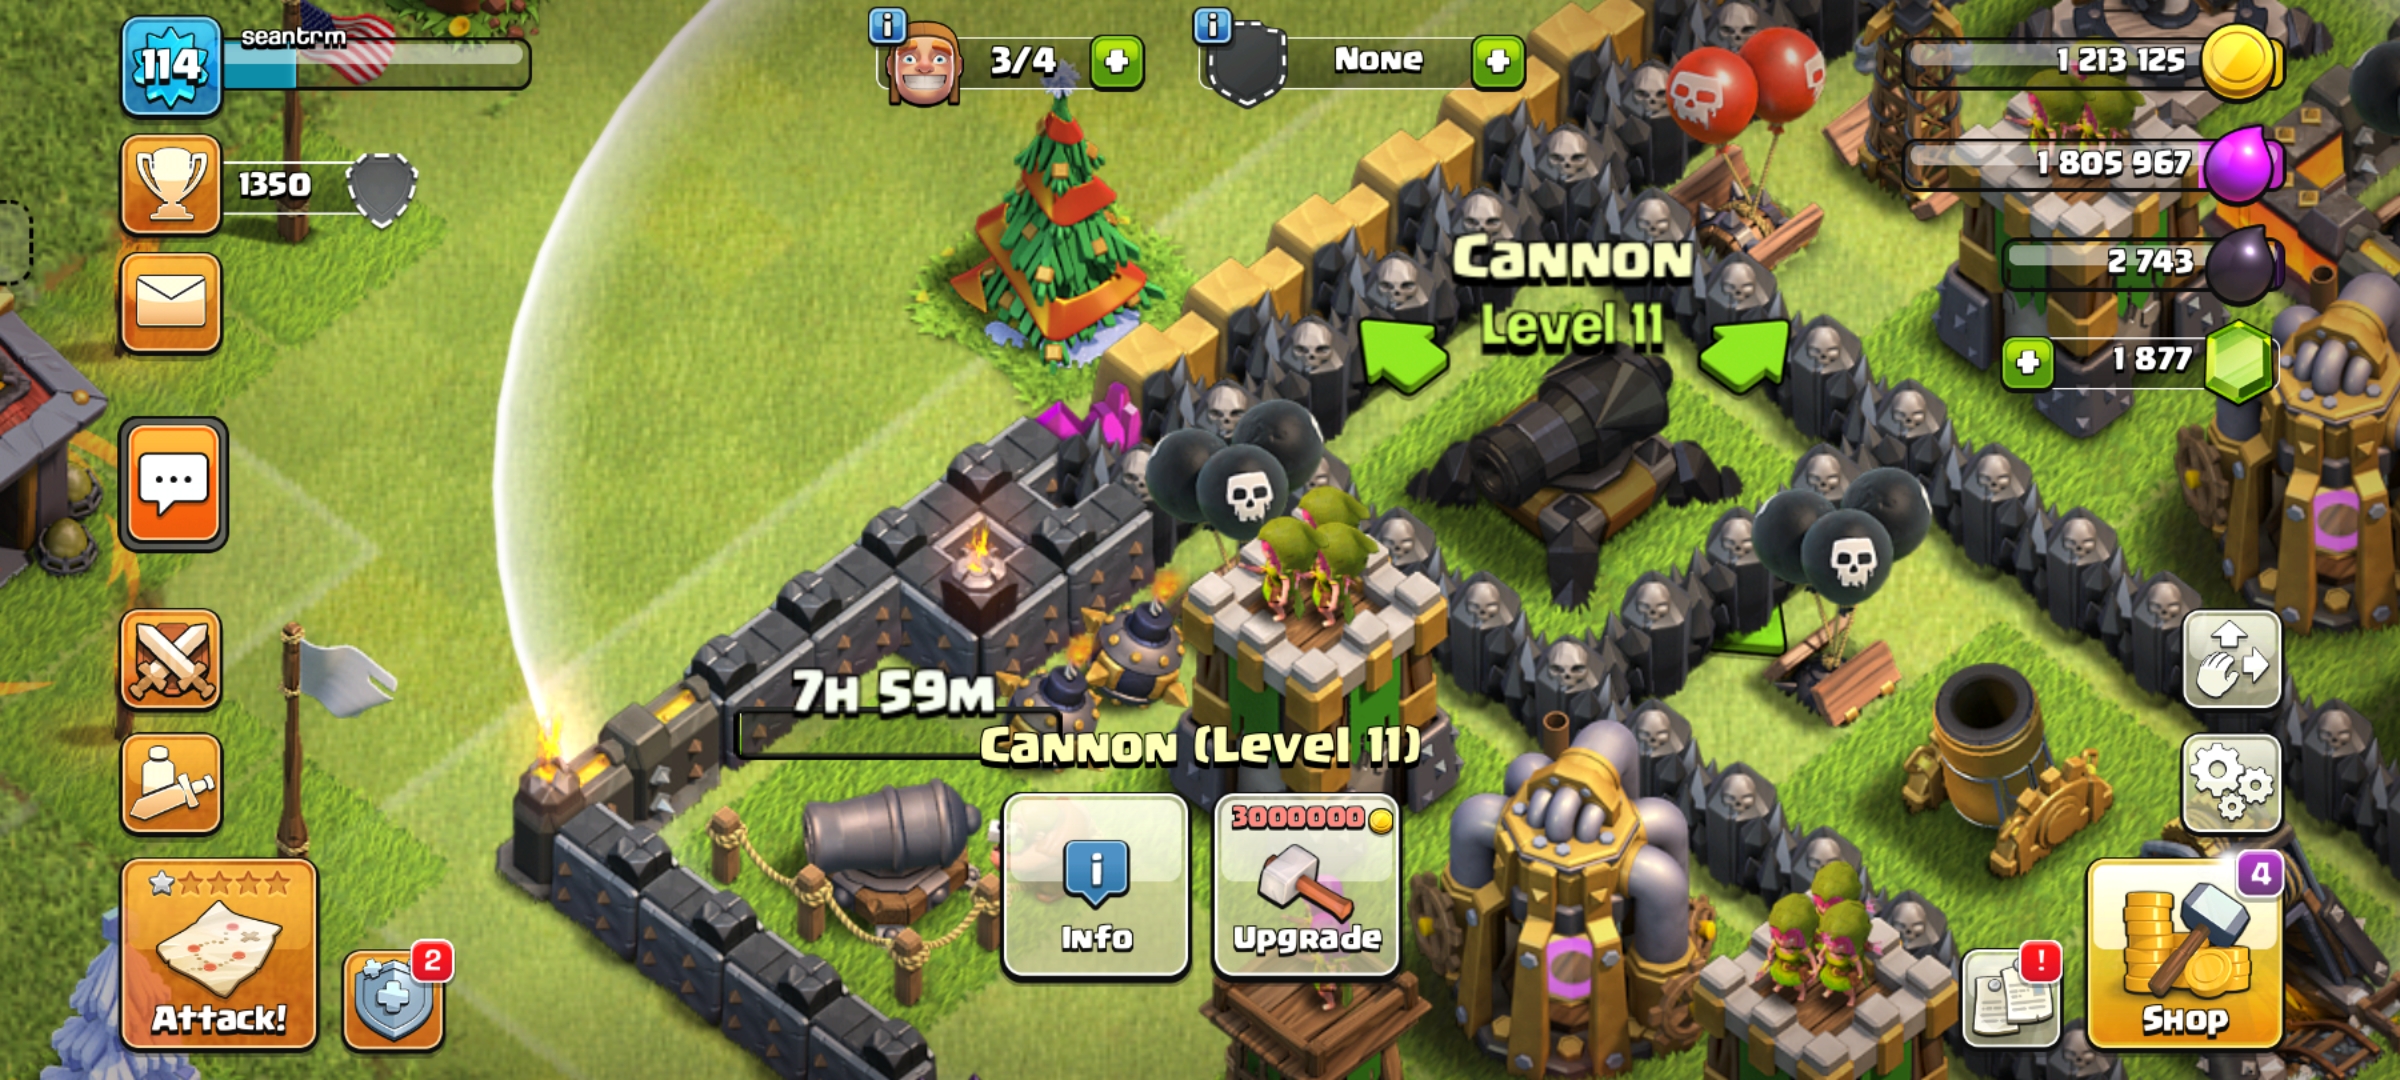 114
seantrm
3/4
None
1 213 125
1350
1 805 967
2 743
1 877
Cannon
Level 11
7H 59M
Cannon (Level 11)
3000000
Info
Upgrade
Attack!
2
4
!
Shop